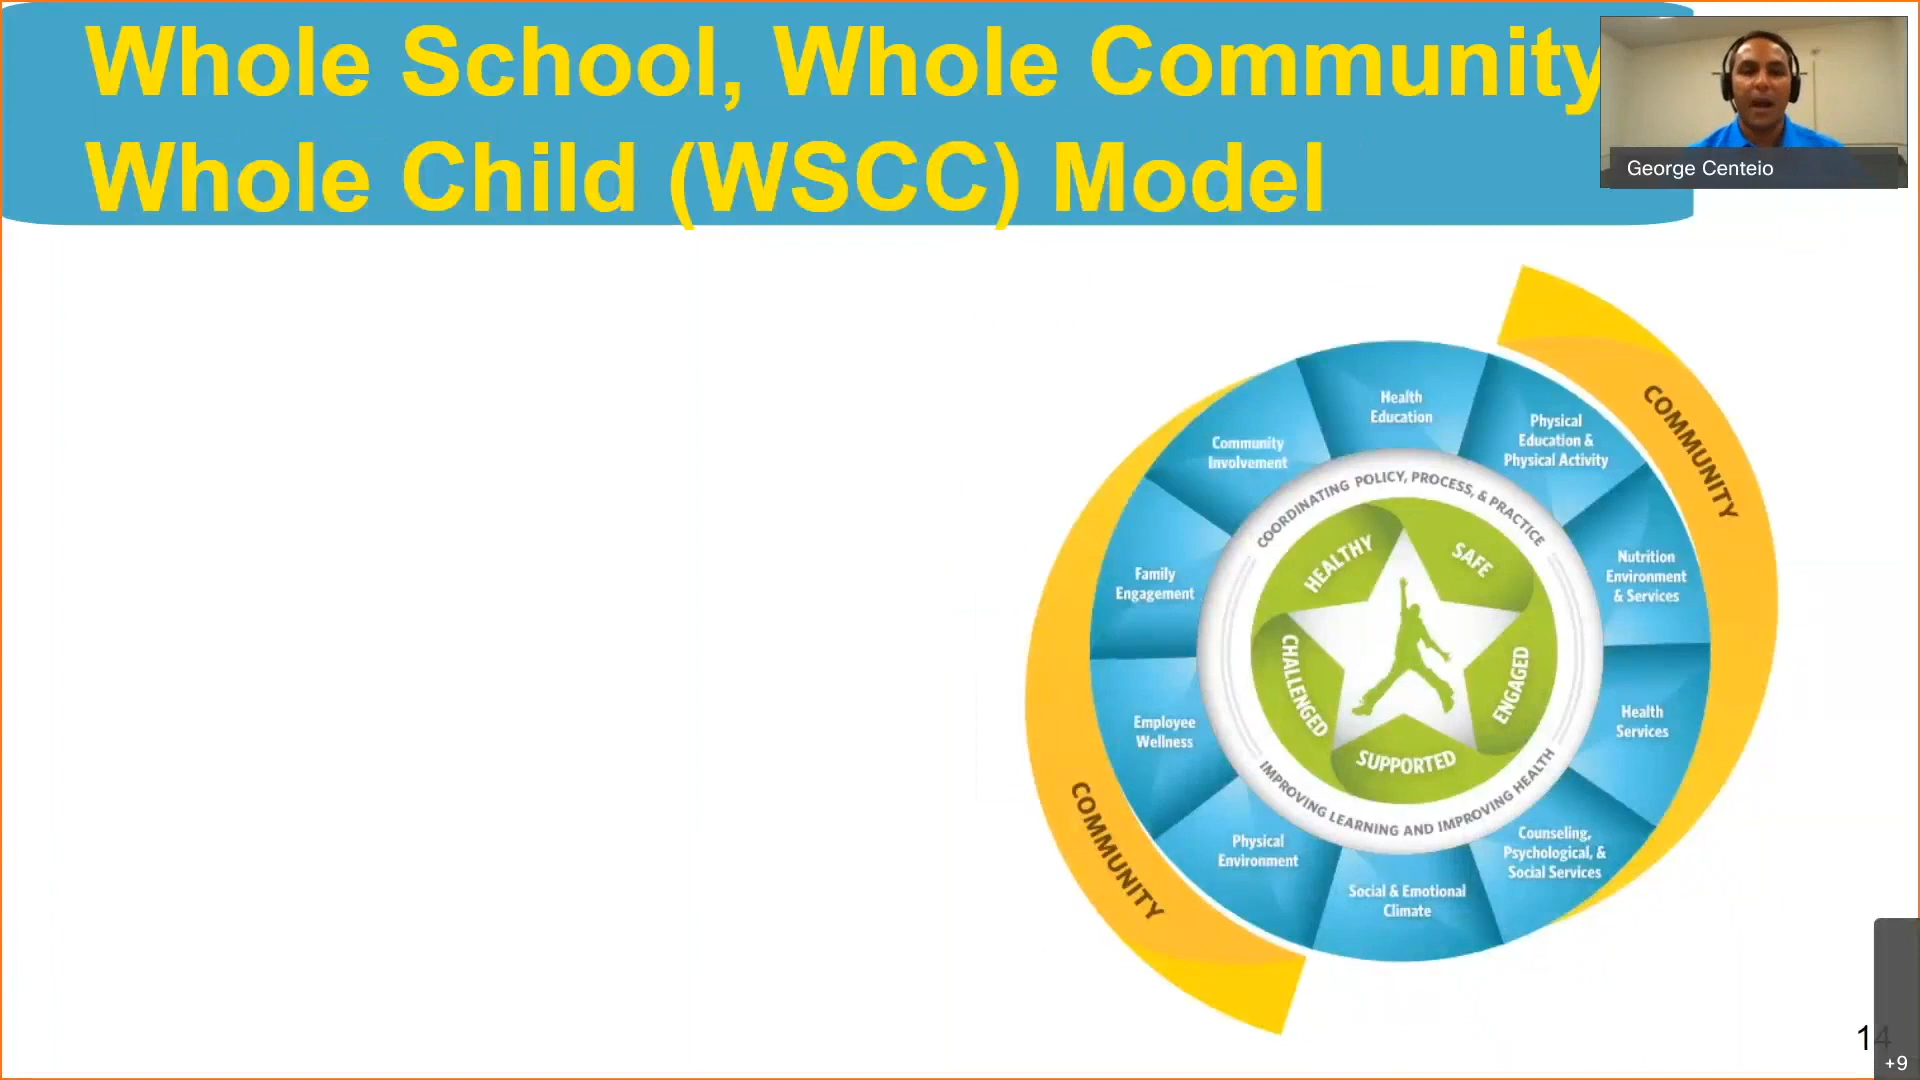 Whole School, Whole Community
Whole Child (WSCC) Model
George Centeio
COMMUNITY
Health
Education
Physical
Education &
Physical Activity
Nutrition
Environment
& Services
Health
Services
Counseling,
Psychological, &
Social Services
Social & Emotional
Climate
Physical
Environment
Employee
Wellness
Family
Engagement
Community
Involvement
COORDINATING POLICY, PROCESS, & PRACTICE
IMPROVING LEARNING AND IMPROVING HEALTH
HEALTHY
SAFE
ENGAGED
SUPPORTED
CHALLENGED
COMMUNITY
14
+9